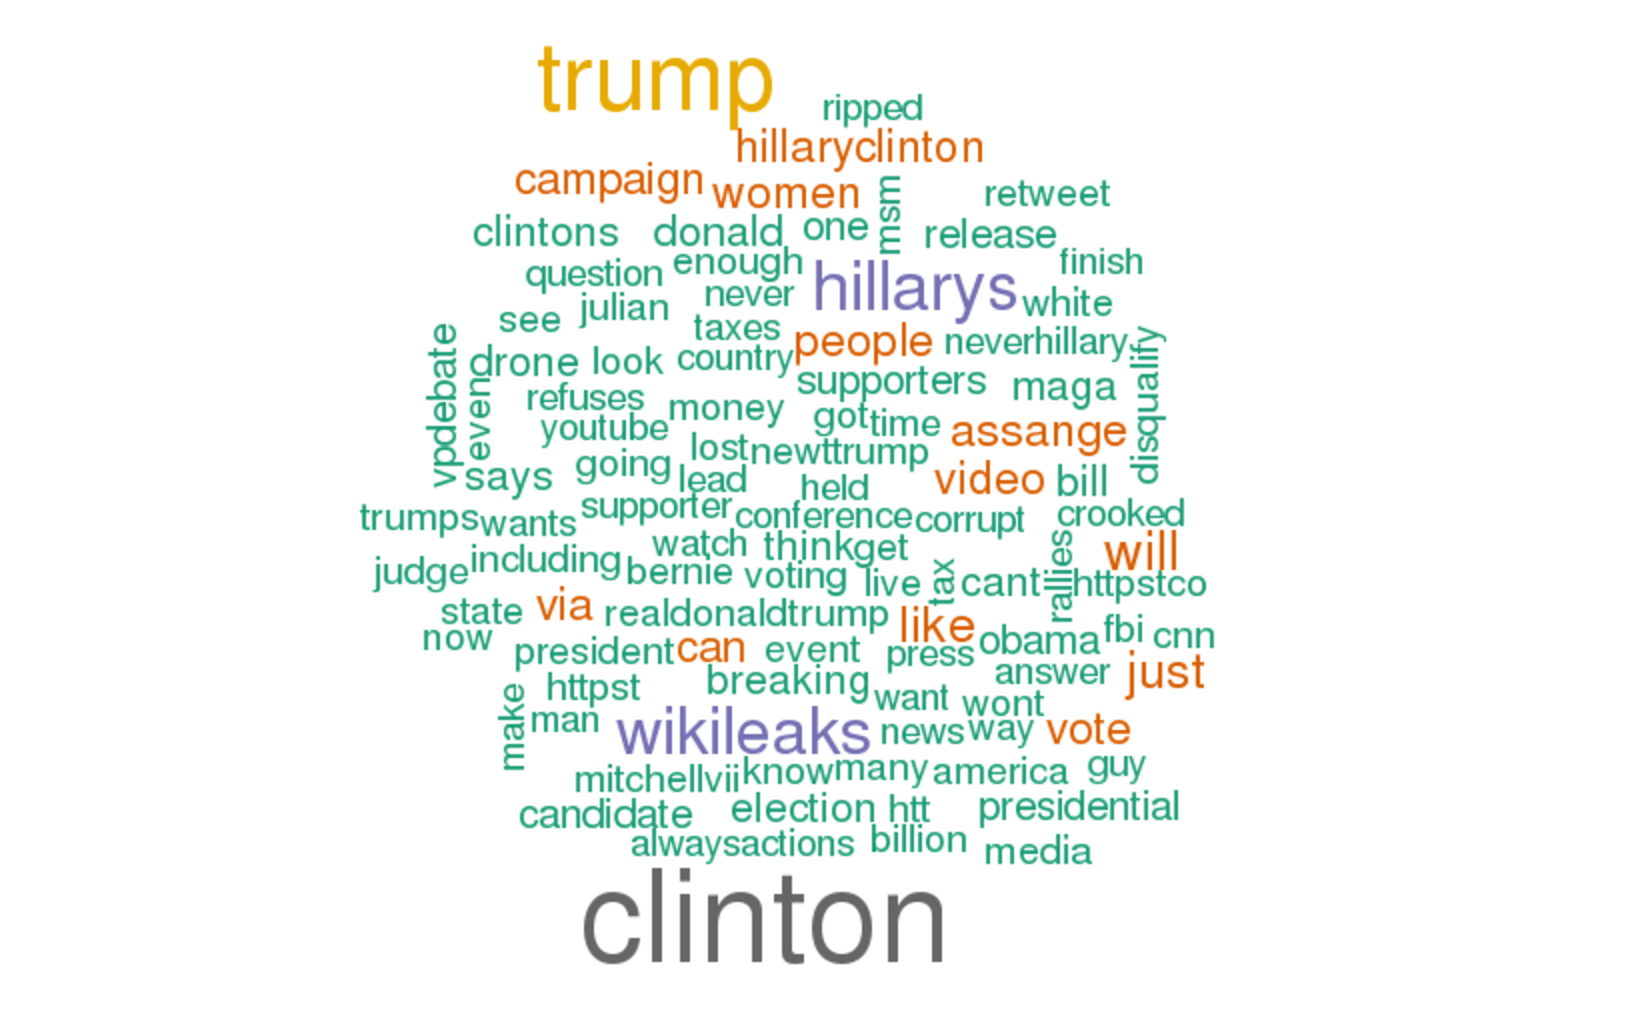 trump
ripped
hillaryclinton
campaign women msm retweet
clintons donald one release
question enough hillarys finish
see julian never white
taxes people neverhillary
vpdebate drone look country disqualify
even refuses money supporters maga
youtube got time assange
lost newt trump
says going lead held video bill
trumps wants supporter conference corrupt crooked
watch think get will
judge including bernie voting live tax cant rallies httpstco
state via realdonaldtrump like
now president can event press obama fbi cnn
httpst breaking answer just
make man want wont
wikileaks news way vote
mitchellvii know many america guy
candidate election htt presidential
always actions billion media
clinton